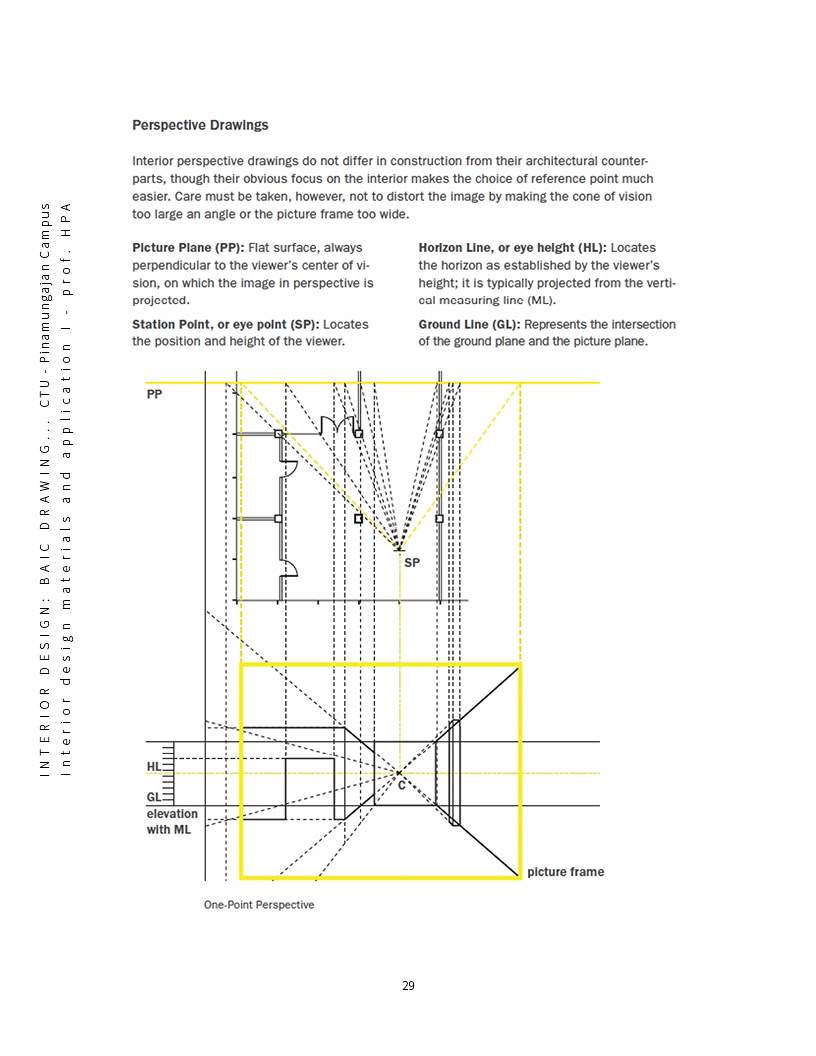 INTERIOR DESIGN: BAIC DRAWING... CTU - Pinamungajan Campus
Interior design materials and application I - prof. HPA
Perspective Drawings
Interior perspective drawings do not differ in construction from their architectural counter-
parts, though their obvious focus on the interior makes the choice of reference point much
easier. Care must be taken, however, not to distort the image by making the cone of vision
too large an angle or the picture frame too wide.
Picture Plane (PP): Flat surface, always
perpendicular to the viewer's center of vi-
sion, on which the image in perspective is
projected.
Station Point, or eye point (SP): Locates
the position and height of the viewer.
Horizon Line, or eye height (HL): Locates
the horizon as established by the viewer's
height; it is typically projected from the verti-
cal measuring line (ML).
Ground Line (GL): Represents the intersection
of the ground plane and the picture plane.
PP
SP
HL
C
GL
elevation
with ML
picture frame
One-Point Perspective
29